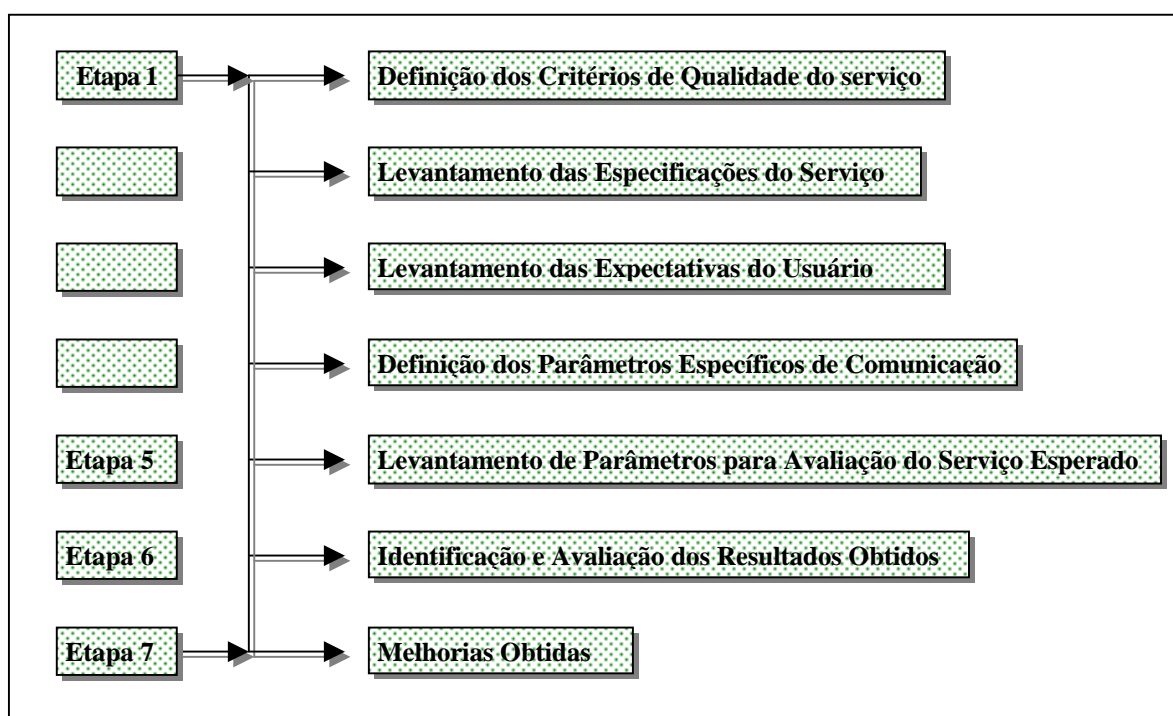 Etapa 1
Definição dos Critérios de Qualidade do serviço
Levantamento das Especificações do Serviço
Levantamento das Expectativas do Usuário
Definição dos Parâmetros Específicos de Comunicação
Etapa 5
Levantamento de Parâmetros para Avaliação do Serviço Esperado
Etapa 6
Identificação e Avaliação dos Resultados Obtidos
Etapa 7
Melhorias Obtidas